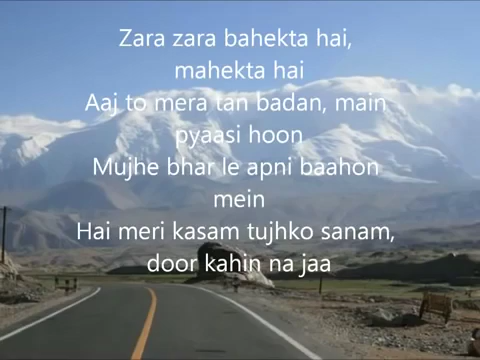 Zara zara bahekta hai,
mahekta hai
Aaj to mera tan badan, main
pyaasi hoon
Mujhe bhar le apni baahon
mein
Hai meri kasam tujhko sanam,
door kahin na jaa